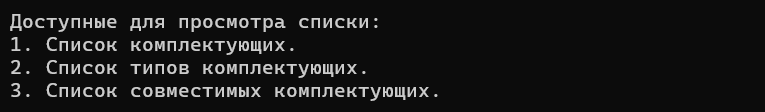 Доступные для просмотра списки:
1. Список комплектующих.
2. Список типов комплектующих.
3. Список совместимых комплектующих.